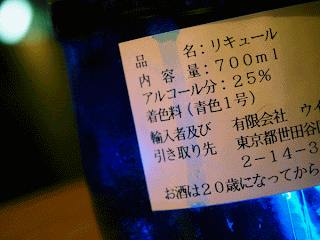 品　　名：リキュール
内　容　量：７００ｍｌ
アルコール分：２５％
着色料（青色１号）
輸入者及び　有限会社　ウイ
引き取り先　東京都世田谷区
２－１４－３
お酒は２０歳になってから